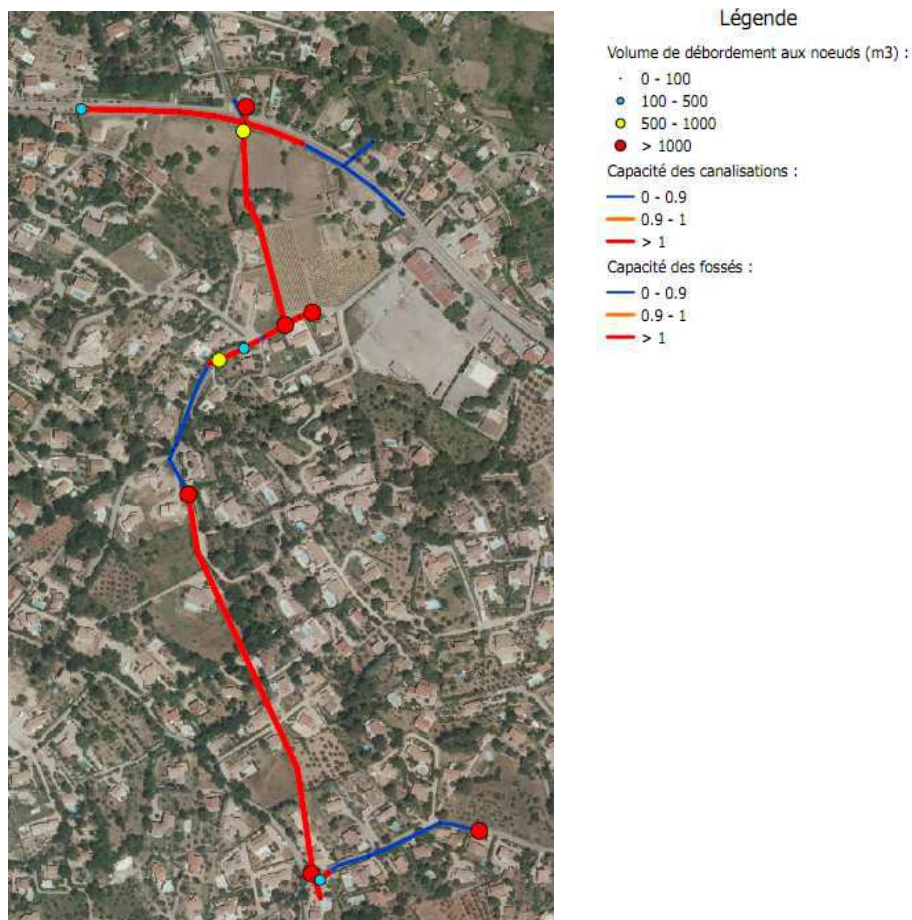 Légende
Volume de débordement aux noeuds (m3) :
0 - 100
100 - 500
500 - 1000
> 1000
Capacité des canalisations :
0 - 0.9
0.9 - 1
> 1
Capacité des fossés :
0 - 0.9
0.9 - 1
> 1